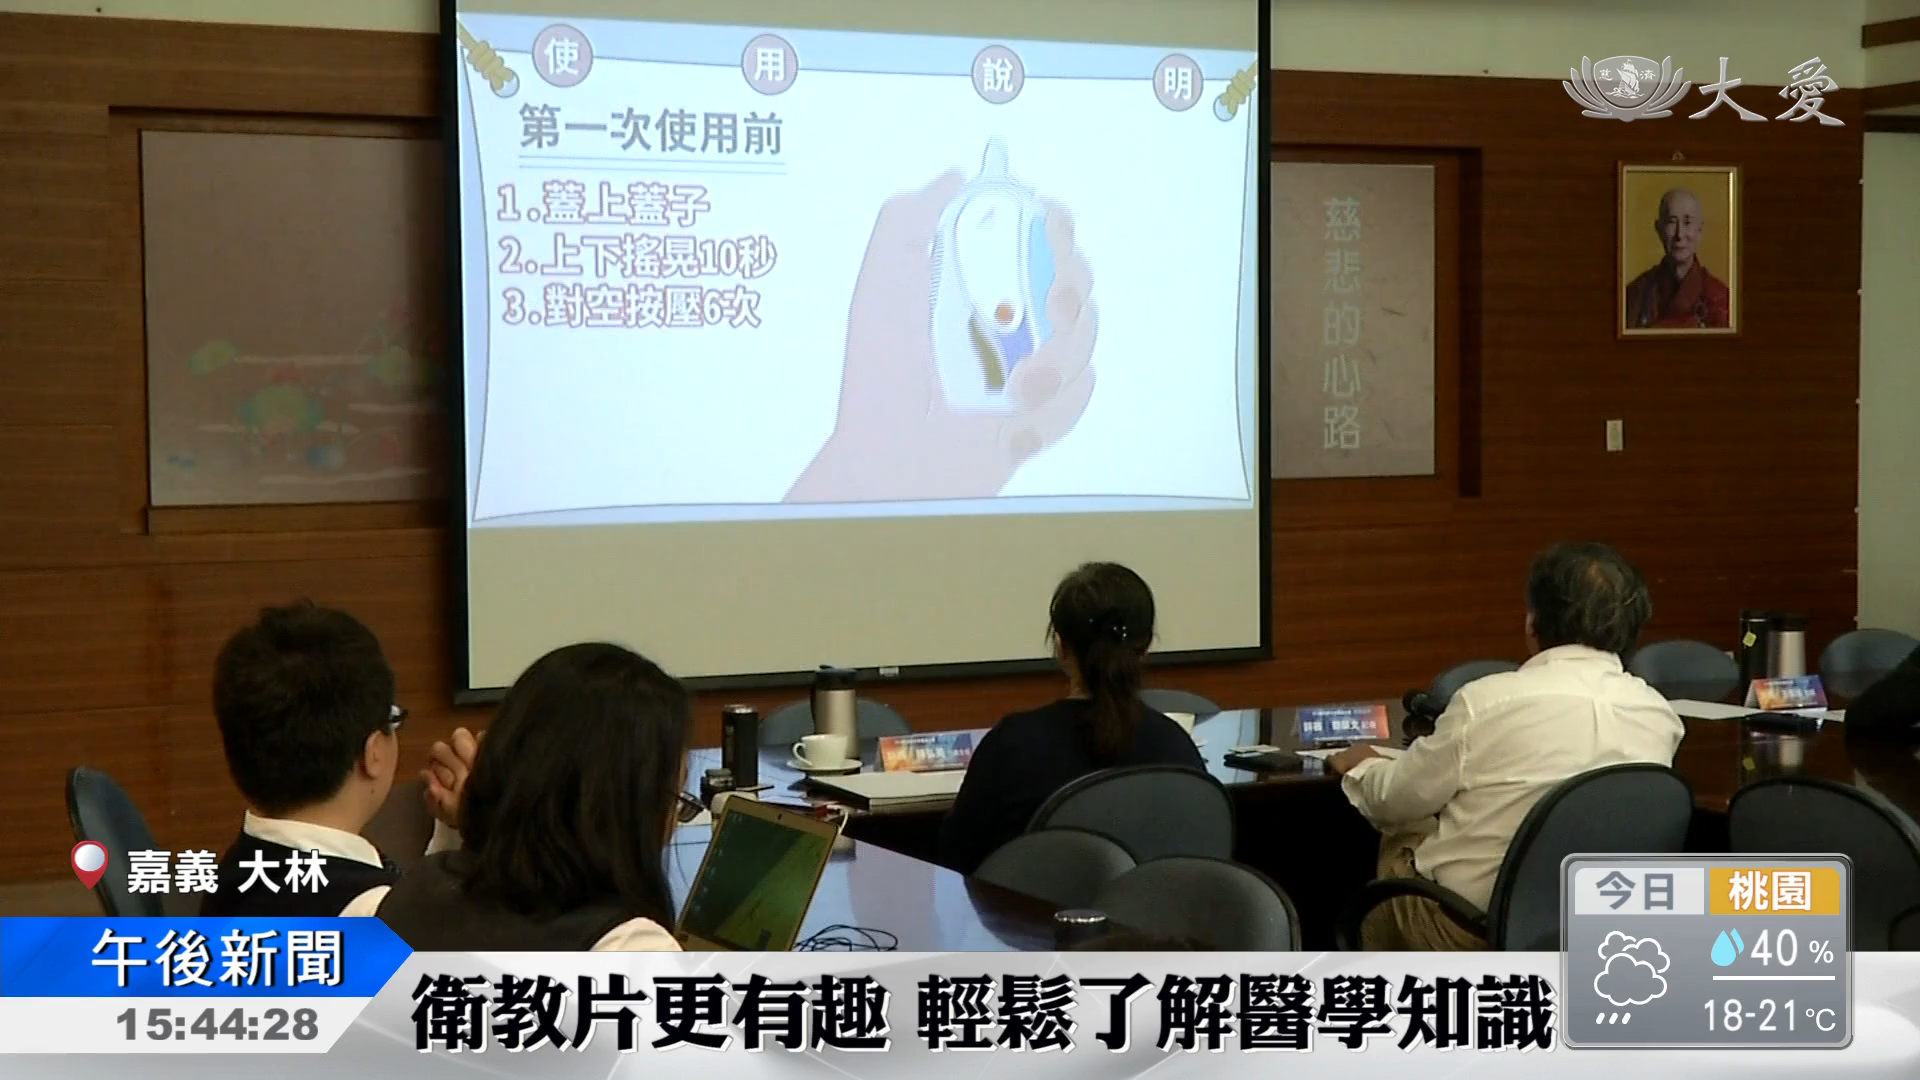 使用說明
第一次使用前
1.蓋上蓋子
2.上下搖晃10秒
3.對空按壓6次
慈濟
大愛
慈悲的心路
嘉義 大林
午後新聞
15:44:28
衛教片更有趣 輕鬆了解醫學知識
今日 桃園
40 %
18-21℃